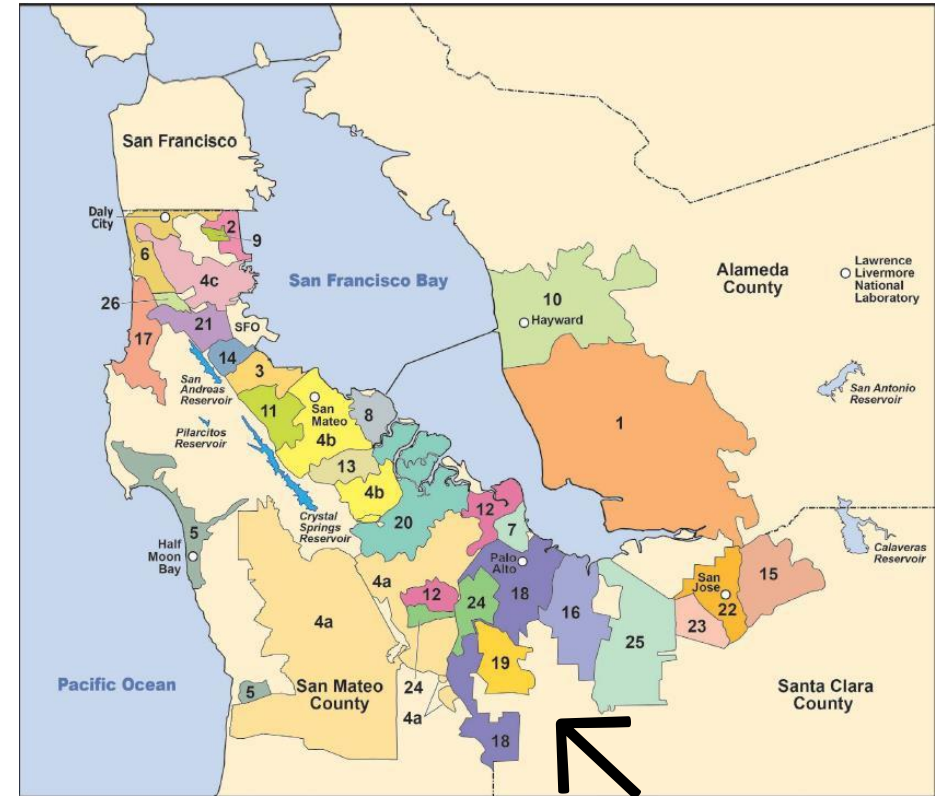 San Francisco
Daly
City
2
9
6
4c
San Francisco Bay
Alameda
County
Lawrence
Livermore
National
Laboratory
26
10
Hayward
17
21
SFO
14
3
San
Andreas
Reservoir
San Antonio
Reservoir
11
San
Mateo
8
1
Pilarcitos
Reservoir
4b
13
4b
12
20
7
Crystal
Springs
Reservoir
5
Half
Moon
Bay
Calaveras
Reservoir
Palo
Alto
4a
12
24
18
16
San
Jose
15
22
23
4a
25
19
Pacific Ocean
5
San Mateo
County
24
4a
Santa Clara
County
18